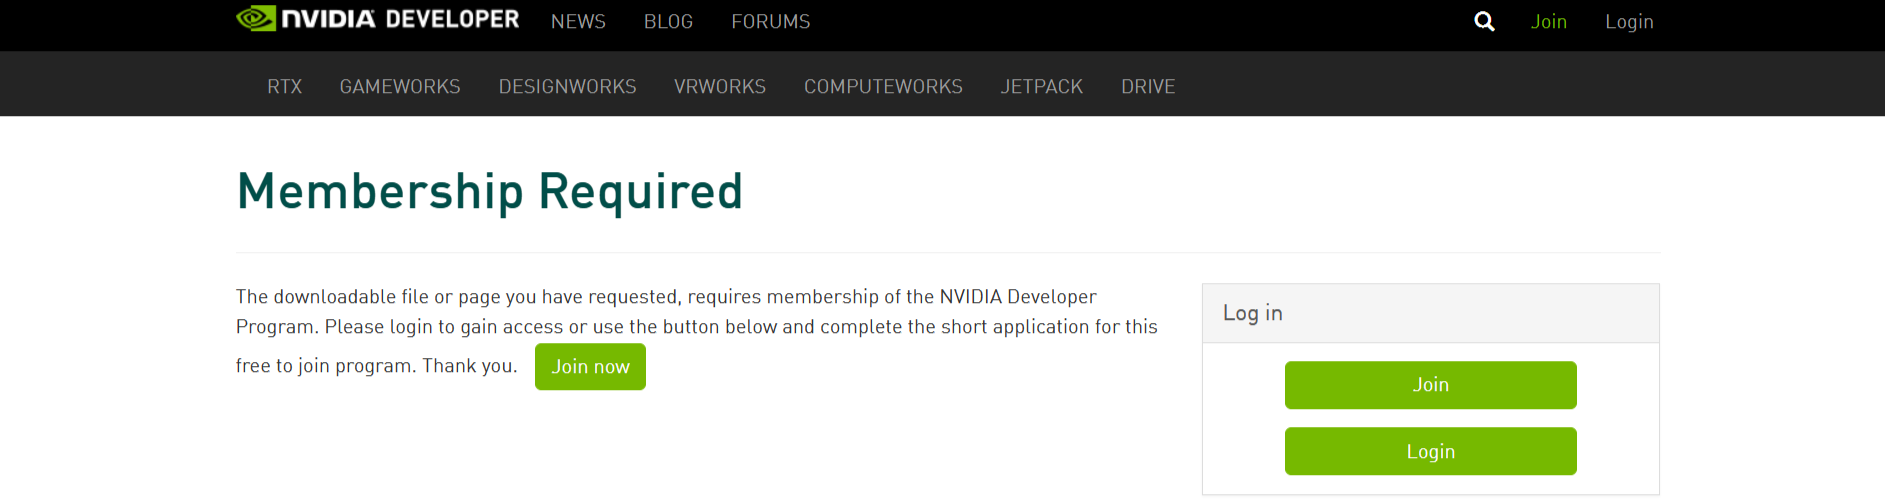 NVIDIA DEVELOPER NEWS BLOG FORUMS Join Login
RTX GAMEWORKS DESIGNWORKS VRWORKS COMPUTEWORKS JETPACK DRIVE
Membership Required
The downloadable file or page you have requested, requires membership of the NVIDIA Developer
Program. Please login to gain access or use the button below and complete the short application for this
free to join program. Thank you. Join now
Log in
Join
Login